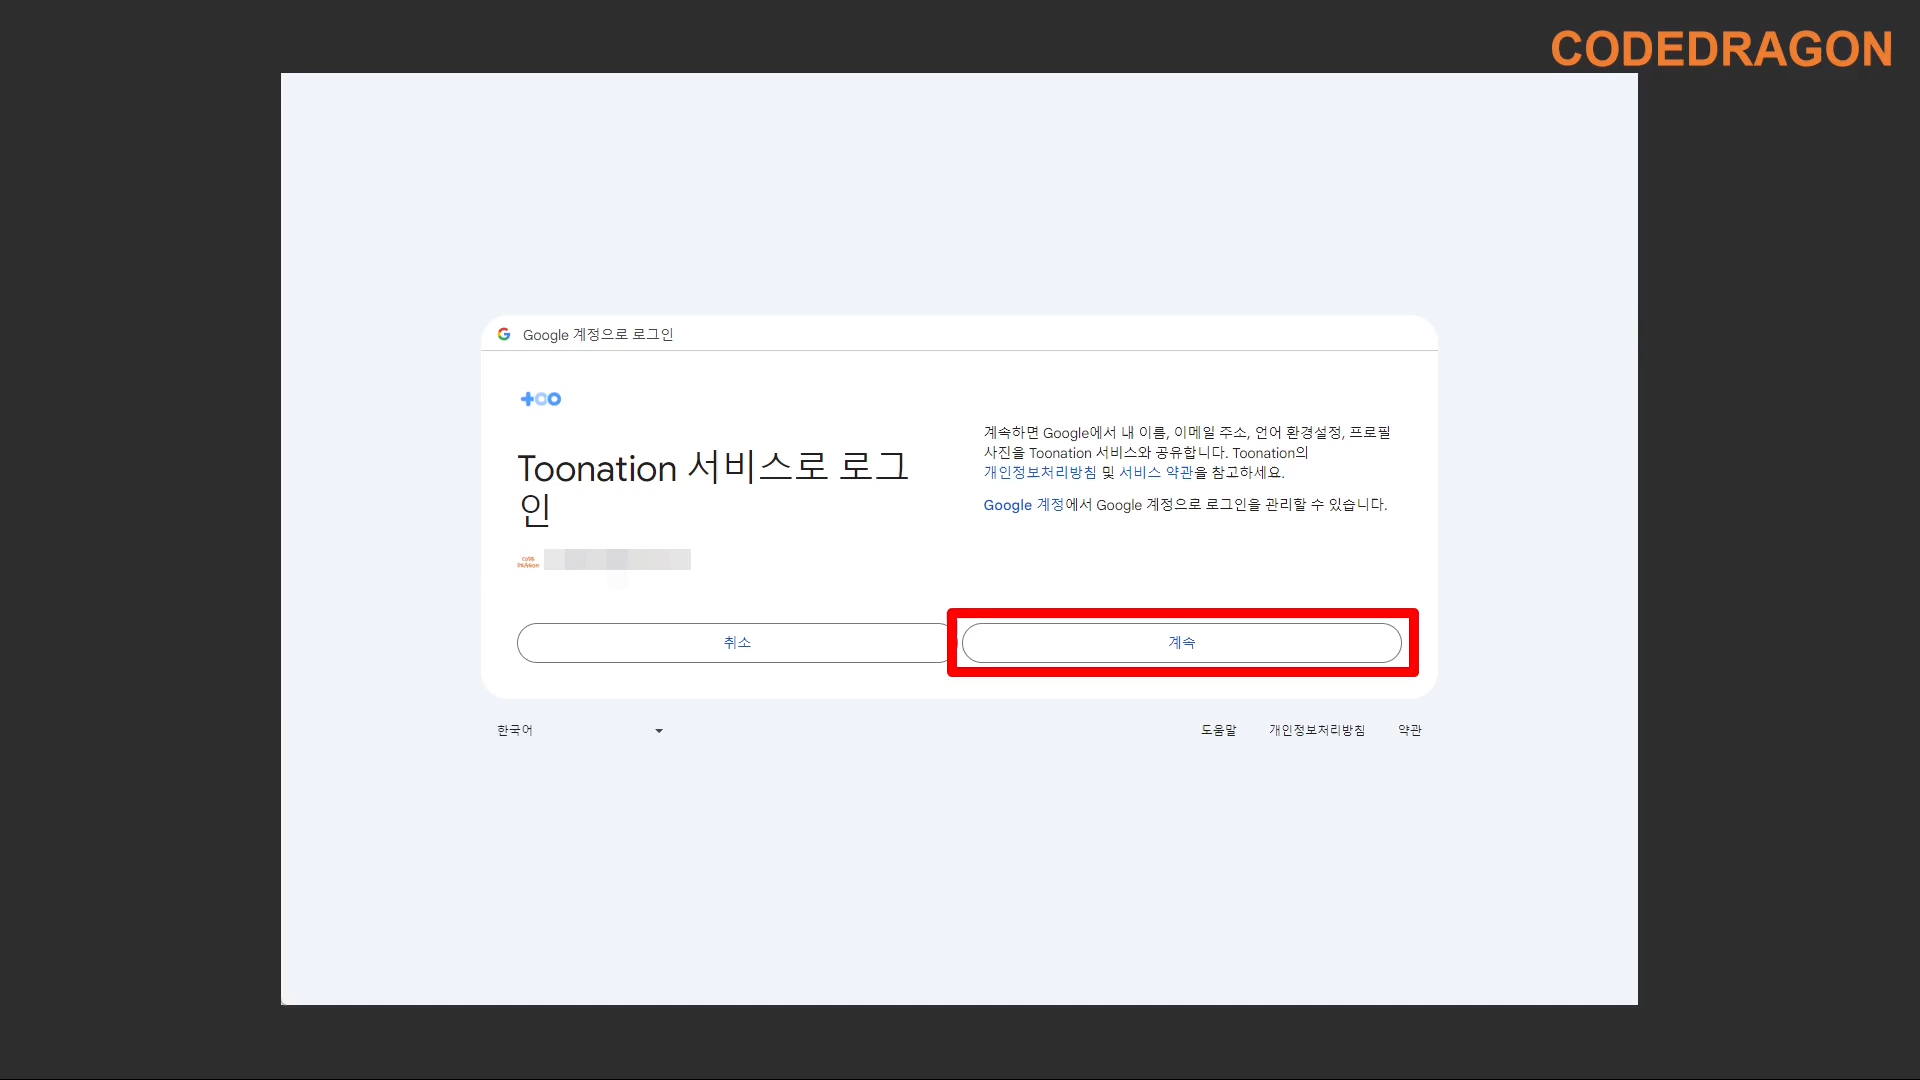 CODEDRAGON
Google 계정으로 로그인
Toonation 서비스로 로그
인
CODE
DRAGON
계속하면 Google에서 내 이름, 이메일 주소, 언어 환경설정, 프로필
사진을 Toonation 서비스와 공유합니다. Toonation의
개인정보처리방침 및 서비스 약관을 참고하세요.
Google 계정에서 Google 계정으로 로그인을 관리할 수 있습니다.
취소
계속
한국어
도움말
개인정보처리방침
약관